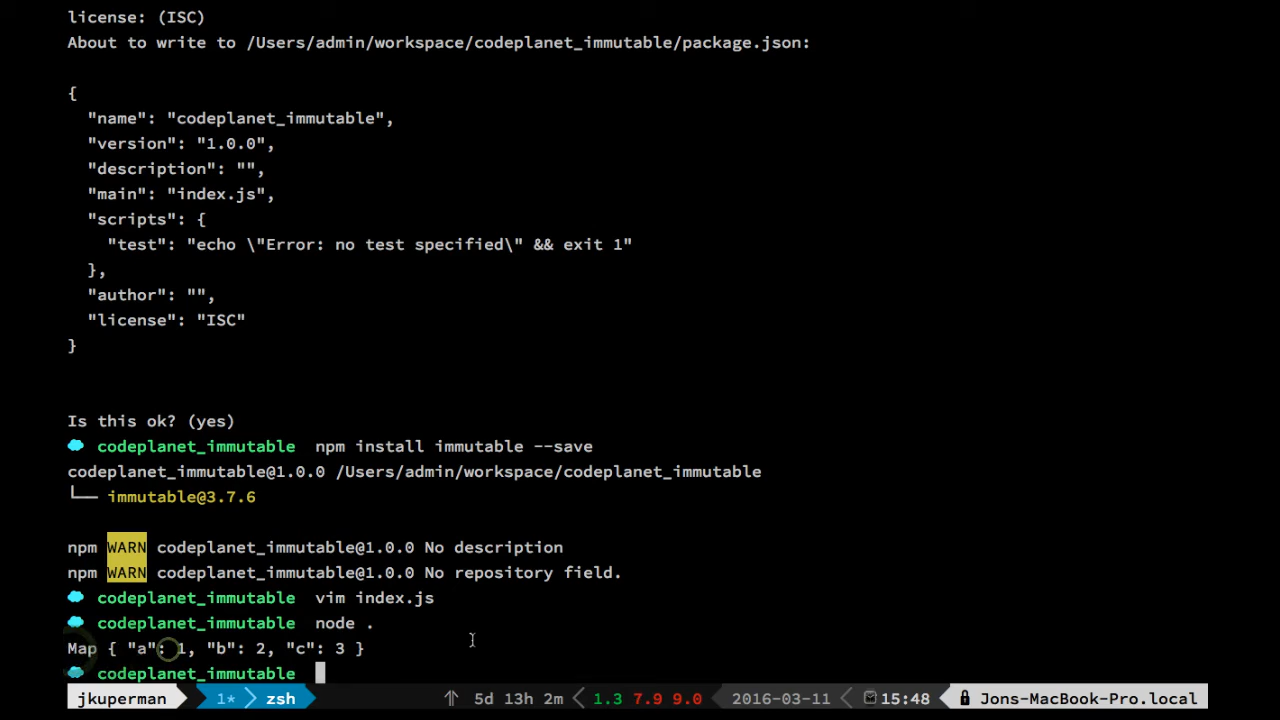 license: (ISC)
About to write to /Users/admin/workspace/codeplanet_immutable/package.json:
{
  "name": "codeplanet_immutable",
  "version": "1.0.0",
  "description": "",
  "main": "index.js",
  "scripts": {
    "test": "echo \"Error: no test specified\" && exit 1"
  },
  "author": "",
  "license": "ISC"
}
Is this ok? (yes)
codeplanet_immutable  npm install immutable --save
codeplanet_immutable@1.0.0 /Users/admin/workspace/codeplanet_immutable
└── immutable@3.7.6
npm WARN codeplanet_immutable@1.0.0 No description
npm WARN codeplanet_immutable@1.0.0 No repository field.
codeplanet_immutable  vim index.js
codeplanet_immutable  node .
Map { "a": 1, "b": 2, "c": 3 }
codeplanet_immutable
jkuperman 1* zsh 5d 13h 2m 1.3 7.9 9.0 2016-03-11 15:48 Jons-MacBook-Pro.local